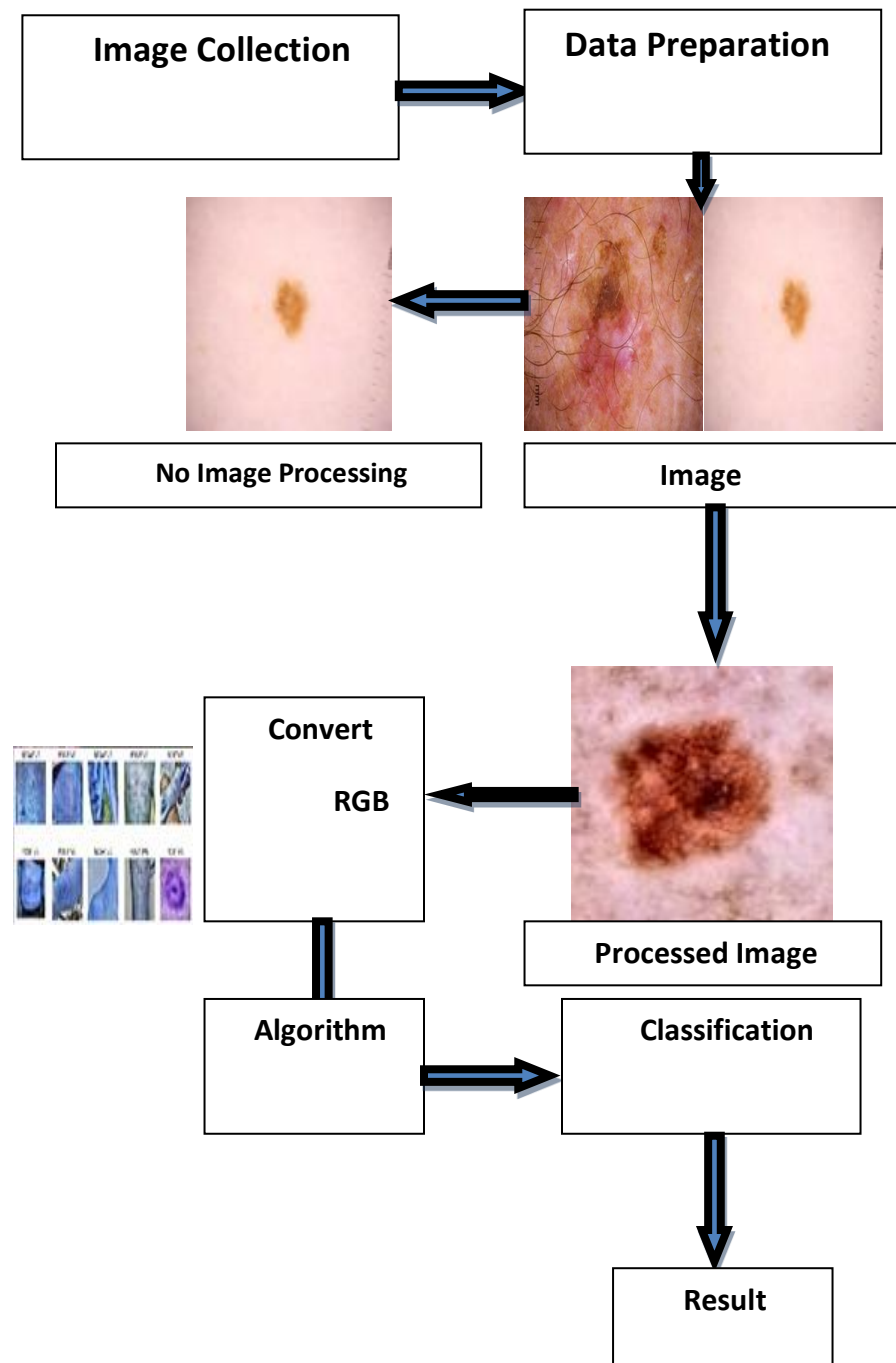 Image Collection
Data Preparation
No Image Processing
Image
Convert
RGB
Processed Image
Algorithm
Classification
Result